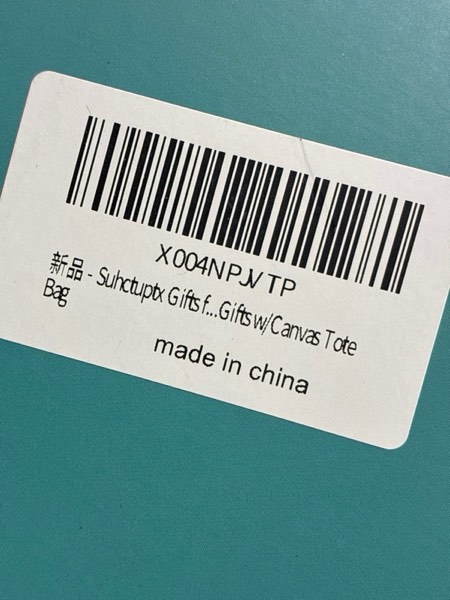 X004NPJVTP
新品 - Suhctuptx Gifts f...Gifts w/Canvas Tote
Bag
made in china